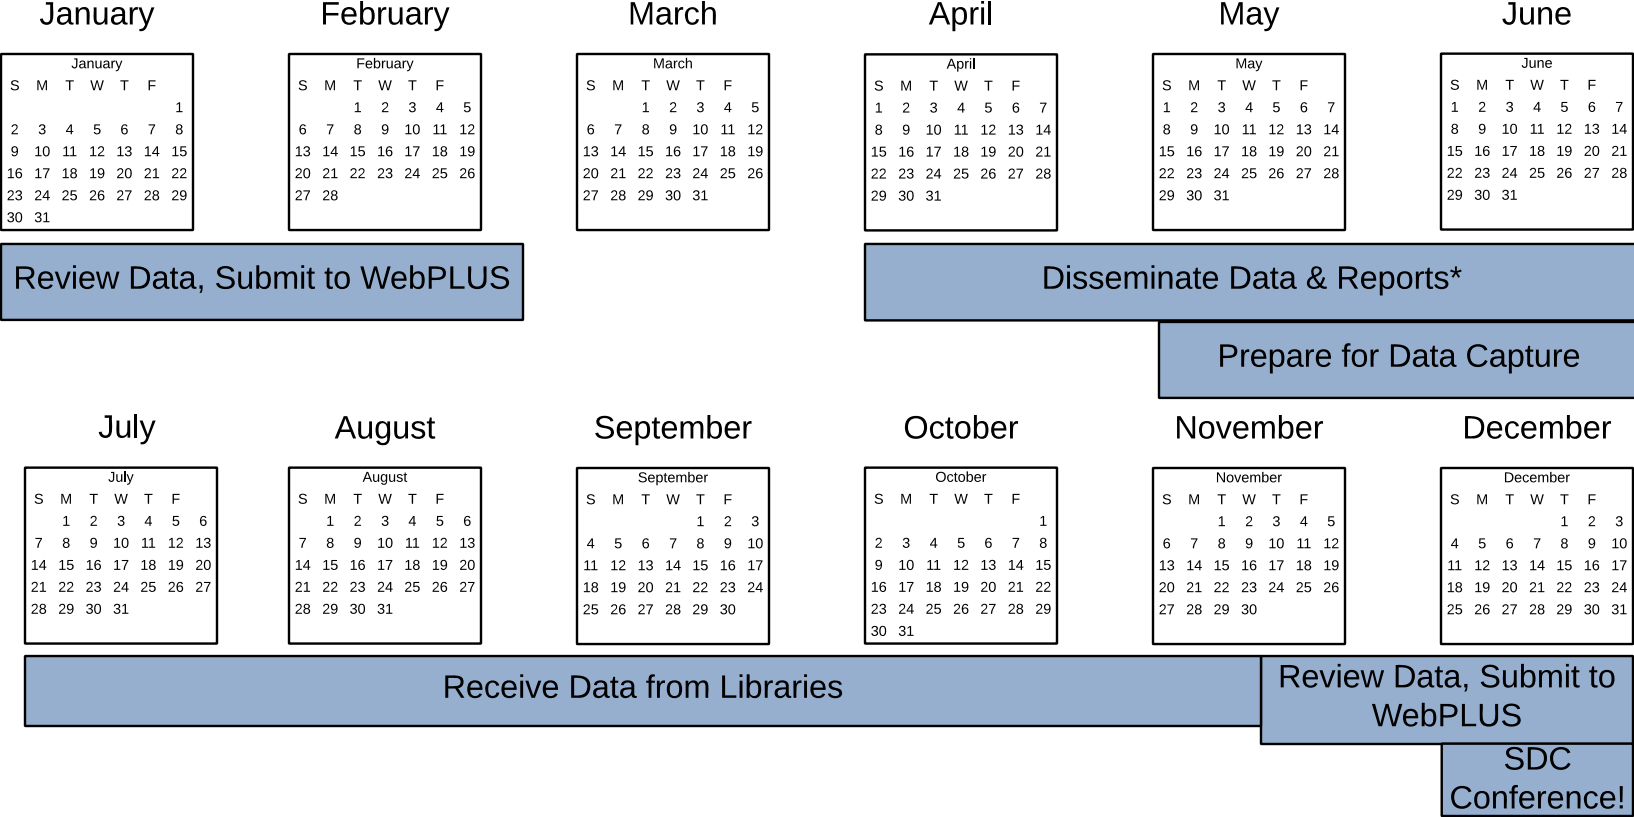 January February March April May June
January
S M T W T F
1
2 3 4 5 6 7 8
9 10 11 12 13 14 15
16 17 18 19 20 21 22
23 24 25 26 27 28 29
30 31
February
S M T W T F
1 2 3 4 5
6 7 8 9 10 11 12
13 14 15 16 17 18 19
20 21 22 23 24 25 26
27 28
March
S M T W T F
1 2 3 4 5
6 7 8 9 10 11 12
13 14 15 16 17 18 19
20 21 22 23 24 25 26
27 28 29 30 31
April
S M T W T F
1 2 3 4 5 6 7
8 9 10 11 12 13 14
15 16 17 18 19 20 21
22 23 24 25 26 27 28
29 30 31
May
S M T W T F
1 2 3 4 5 6 7
8 9 10 11 12 13 14
15 16 17 18 19 20 21
22 23 24 25 26 27 28
29 30 31
June
S M T W T F
1 2 3 4 5 6 7
8 9 10 11 12 13 14
15 16 17 18 19 20 21
22 23 24 25 26 27 28
29 30 31
Review Data, Submit to WebPLUS
Disseminate Data & Reports*
Prepare for Data Capture
July August September October November December
July
S M T W T F
1 2 3 4 5 6
7 8 9 10 11 12 13
14 15 16 17 18 19 20
21 22 23 24 25 26 27
28 29 30 31
August
S M T W T F
1 2 3 4 5 6
7 8 9 10 11 12 13
14 15 16 17 18 19 20
21 22 23 24 25 26 27
28 29 30 31
September
S M T W T F
1 2 3
4 5 6 7 8 9 10
11 12 13 14 15 16 17
18 19 20 21 22 23 24
25 26 27 28 29 30
October
S M T W T F
1
2 3 4 5 6 7 8
9 10 11 12 13 14 15
16 17 18 19 20 21 22
23 24 25 26 27 28 29
30 31
November
S M T W T F
1 2 3 4 5
6 7 8 9 10 11 12
13 14 15 16 17 18 19
20 21 22 23 24 25 26
27 28 29 30
December
S M T W T F
1 2 3
4 5 6 7 8 9 10
11 12 13 14 15 16 17
18 19 20 21 22 23 24
25 26 27 28 29 30 31
Receive Data from Libraries
Review Data, Submit to
WebPLUS
SDC
Conference!